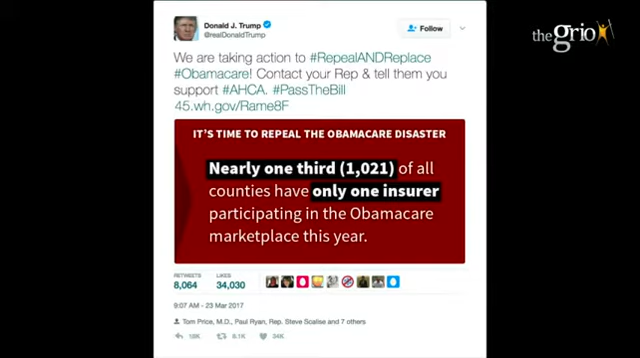 Donald J. Trump
@realDonaldTrump
Follow
thegrio
We are taking action to #RepealANDReplace
#Obamacare! Contact your Rep & tell them you
support #AHCA. #PassTheBill
45.wh.gov/Rame8F
IT'S TIME TO REPEAL THE OBAMACARE DISASTER
Nearly one third (1,021) of all
counties have only one insurer
participating in the Obamacare
marketplace this year.
RETWEETS LIKES
8,064 34,030
9:07 AM - 23 Mar 2017
Tom Price, M.D., Paul Ryan, Rep. Steve Scalise and 7 others
18K 8.1K 34K